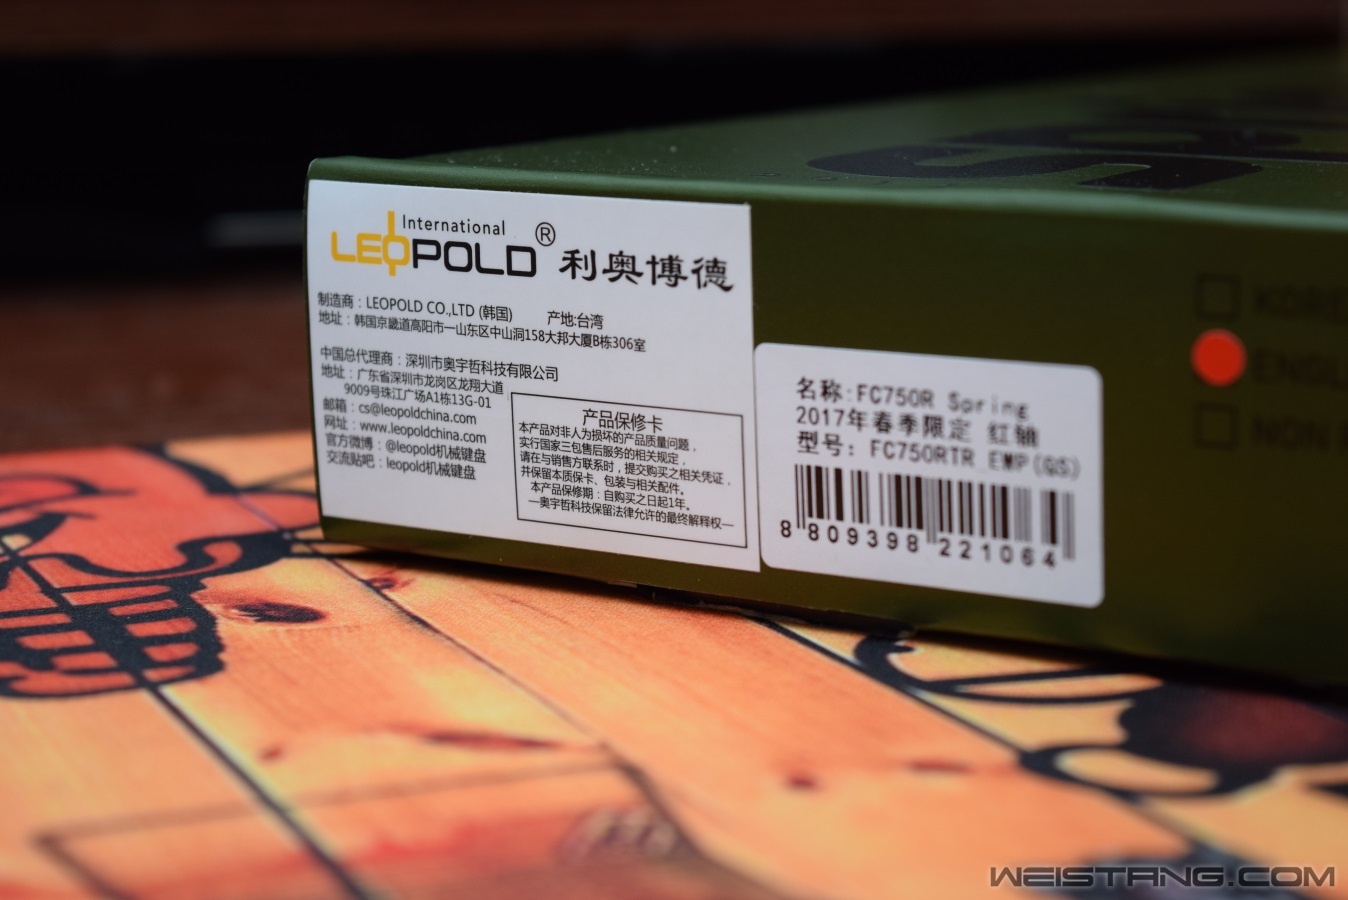 International
LEOPOLD® 利奥博德
制造商：LEOPOLD CO.,LTD (韩国) 产地:台湾
地址：韩国京畿道高阳市一山东区中山洞158大邦大厦B栋306室
中国总代理商：深圳市奥宇哲科技有限公司
地址：广东省深圳市龙岗区龙翔大道
9009号珠江广场A1栋13G-01
邮箱：cs@leopoldchina.com
网址：www.leopoldchina.com
官方微博：@leopold机械键盘
交流贴吧：leopold机械键盘
产品保修卡
本产品对非人为损坏的产品质量问题，
实行国家三包售后服务的相关规定，
请在与销售方联系时，提交购买之相关凭证，
并保留本质保卡、包装与相关配件。
本产品保修期：自购买之日起1年。
—奥宇哲科技保留法律允许的最终解释权—
名称:FC750R Spring
2017年春季限定 红轴
型号: FC750RTR EMP(GS)
8 809398 221064
WEISTANG.COM